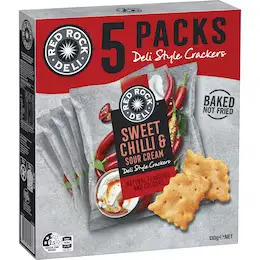 RED ROCK
DELI
5 PACKS
Deli Style Crackers
RED ROCK
DELI
SWEET
CHILLI &
SOUR CREAM
Deli Style Crackers
BAKED
NOT FRIED